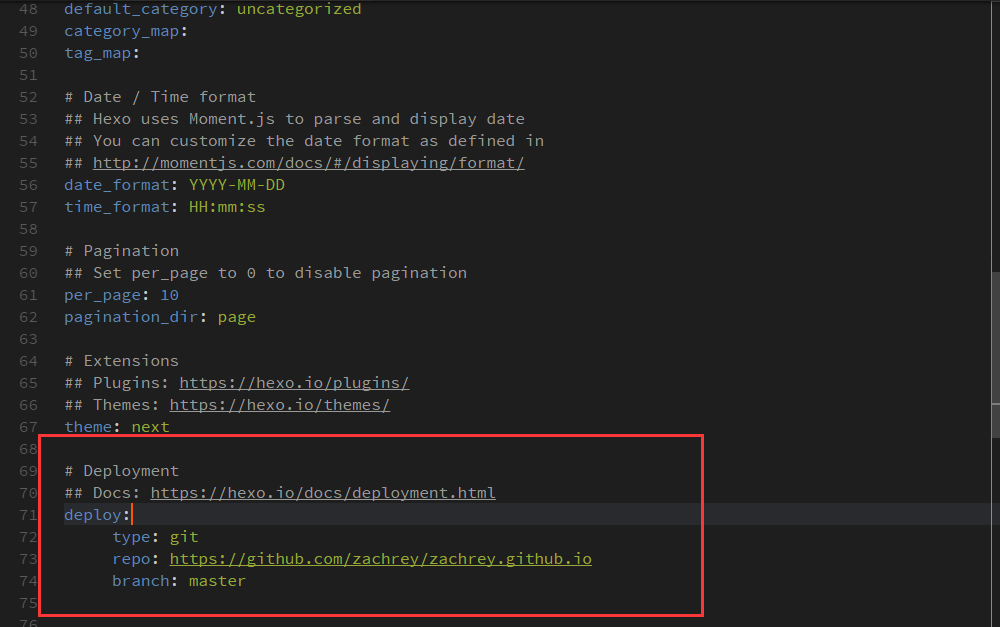 48 default_category: uncategorized
49 category_map:
50 tag_map:
51
52 # Date / Time format
53 ## Hexo uses Moment.js to parse and display date
54 ## You can customize the date format as defined in
55 ## http://momentjs.com/docs/#/displaying/format/
56 date_format: YYYY-MM-DD
57 time_format: HH:mm:ss
58
59 # Pagination
60 ## Set per_page to 0 to disable pagination
61 per_page: 10
62 pagination_dir: page
63
64 # Extensions
65 ## Plugins: https://hexo.io/plugins/
66 ## Themes: https://hexo.io/themes/
67 theme: next
68
69 # Deployment
70 ## Docs: https://hexo.io/docs/deployment.html
71 deploy:
72      type: git
73      repo: https://github.com/zachrey/zachrey.github.io
74      branch: master
75
76